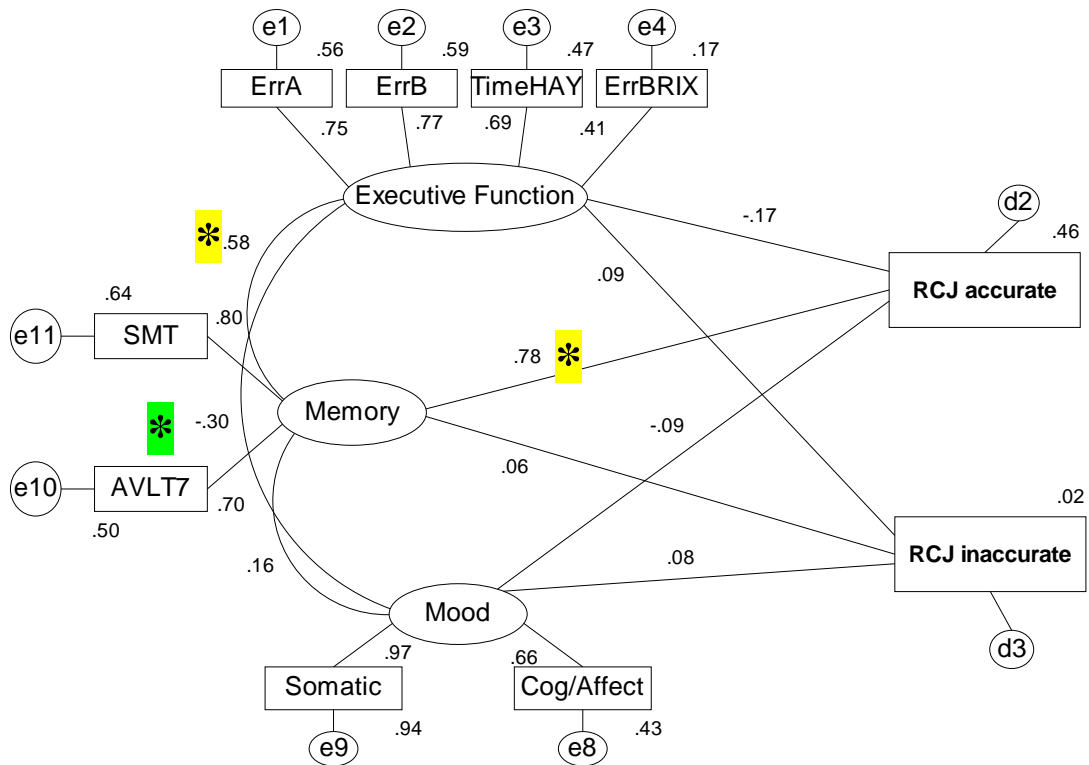 e1 e2 e3 e4
.56 .59 .47 .17
ErrA ErrB TimeHAY ErrBRIX
.75 .77 .69 .41
Executive Function
-.17
d2
.46
* .58
.09
RCJ accurate
.64
e11 SMT .80
.78 *
Memory
* -.30
-.09
e10 AVLT7 .70
.06
.50
.02
RCJ inaccurate
.16
.08
Mood
d3
.97 .66
Somatic Cog/Affect
.94 .43
e9 e8